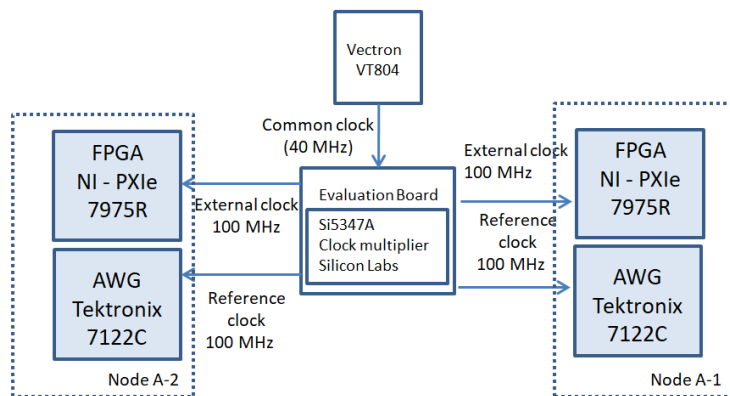 Vectron
VT804
Common clock
(40 MHz)
FPGA
NI - PXIe
7975R
External clock
100 MHz
AWG
Tektronix
7122C
Reference
clock
100 MHz
Node A-2
Evaluation Board
Si5347A
Clock multiplier
Silicon Labs
External clock
100 MHz
Reference
clock
100 MHz
FPGA
NI - PXIe
7975R
AWG
Tektronix
7122C
Node A-1